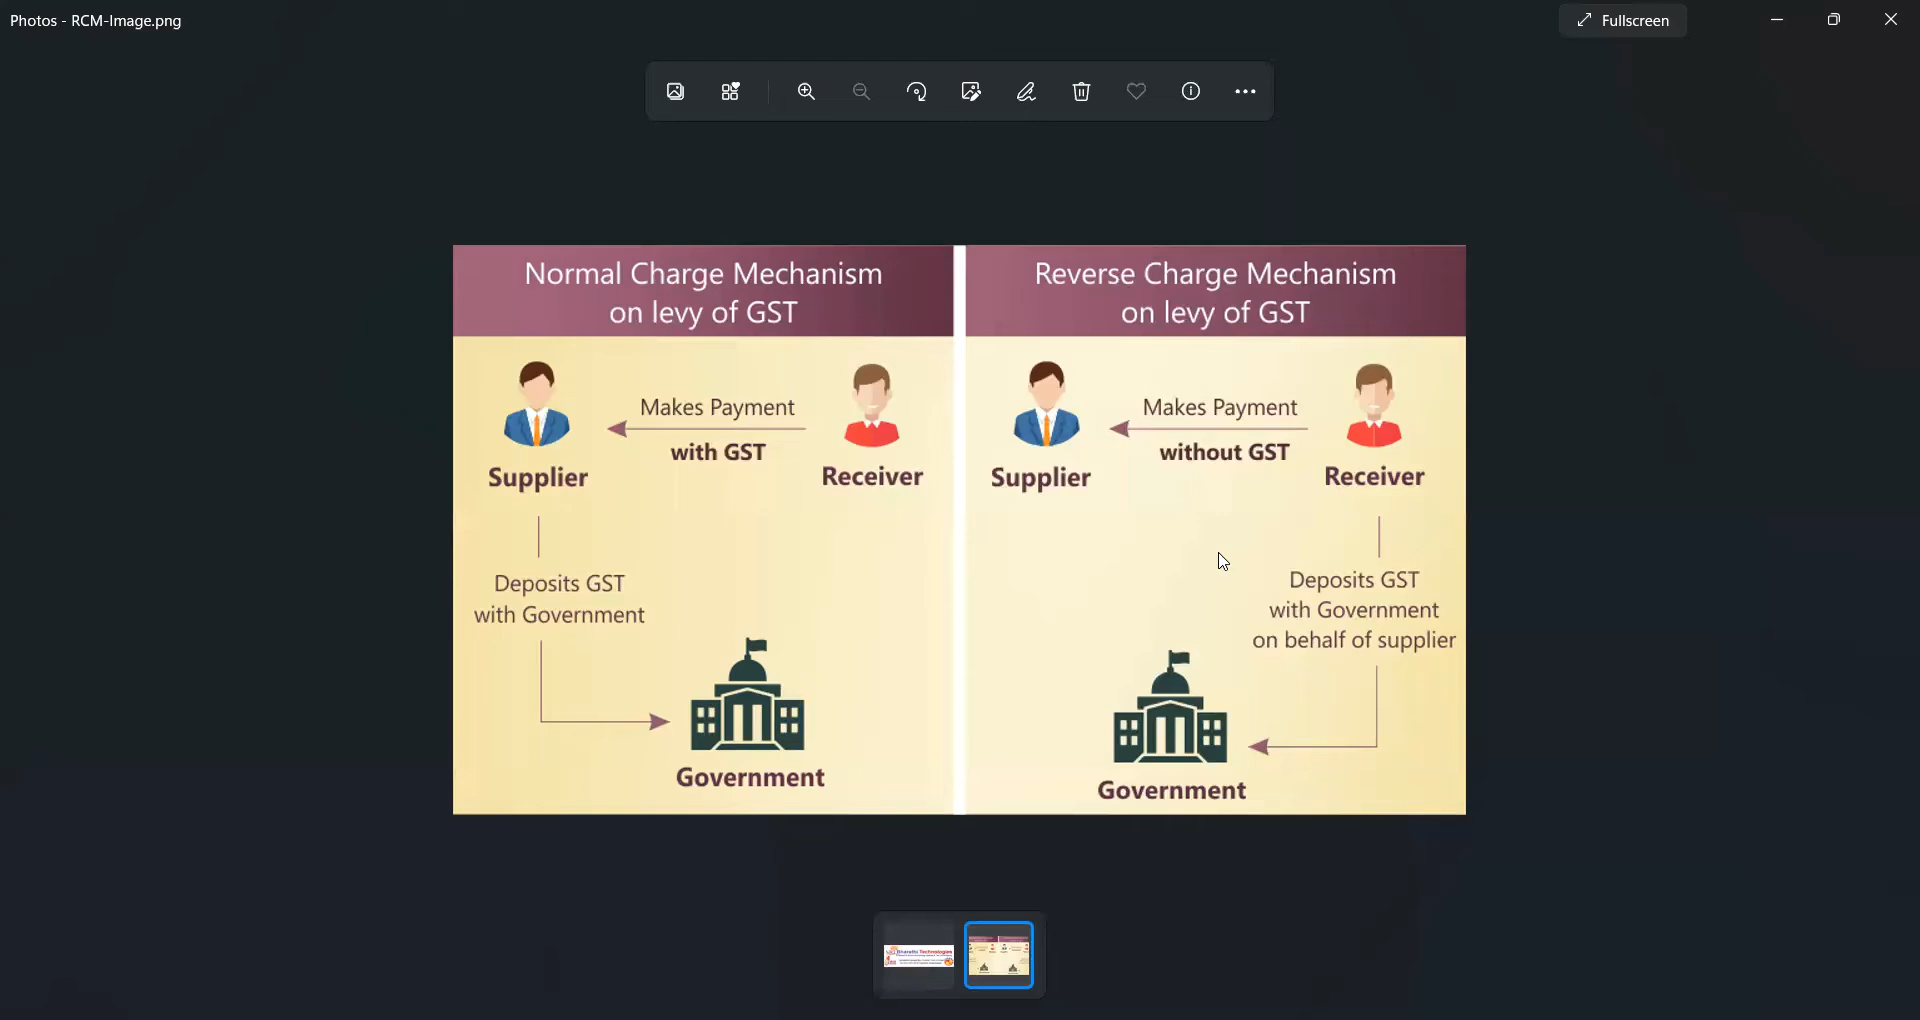 Photos - RCM-Image.png
Fullscreen
Normal Charge Mechanism
on levy of GST
Makes Payment
with GST
Supplier
Receiver
Deposits GST
with Government
Government
Reverse Charge Mechanism
on levy of GST
Makes Payment
without GST
Supplier
Receiver
Deposits GST
with Government
on behalf of supplier
Government
Technologies